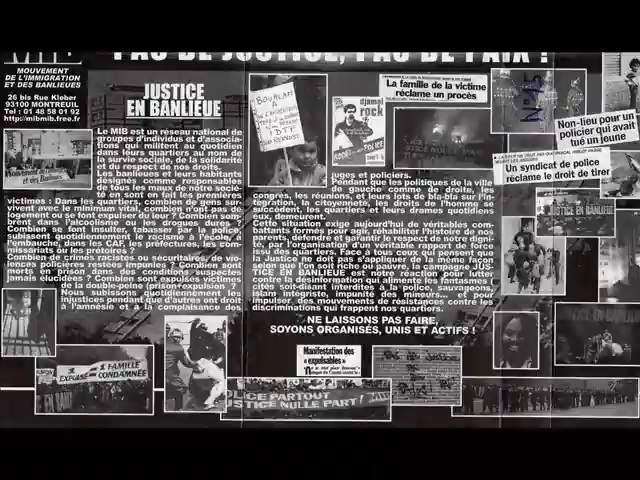 PAS DE JUSTICE, PAS DE PAIX !
MIB
MOUVEMENT
DE L'IMMIGRATION
ET DES BANLIEUES
26 bis Rue Kleber
93100 MONTREUIL
Tel : 01 48 58 01 92
http://mibmib.free.fr
JUSTICE
EN BANLIEUE
Le MIB est un réseau national de
groupes d'individus et d'associa-
tions qui militent au quotidien
dans leurs quartiers au nom de
la survie sociale, de la solidarité
et du respect de nos droits.
Les banlieues et leurs habitants
désignés comme responsables
de tous les maux de notre socié-
té en sont en fait les premières
victimes : Dans les quartiers, combien de gens sur-
vivent avec le minimum vital, combien n'ont pas de
logement ou se font expulser du leur ? Combien som-
brent dans l'alcoolisme ou les drogues dures ?
Combien se font insulter, tabasser par la police,
subissent quotidiennement le racisme à l'école, à
l'embauche, dans les CAF, les préfectures, les com-
missariats ou les prétoires ?
Combien de crimes racistes ou sécuritaires, de vio-
lences policières restées impunies ? Combien sont
morts en prison dans des conditions suspectes
jamais élucidées ? Combien sont expulsés victimes
de la double-peine (prison+expulsion) ?
Nous subissons quotidiennement les
injustices pendant que d'autres ont droit
à l'amnésie et à la complaisance des
juges et policiers.
Pendant que les politiques de la ville
de gauche comme de droite, les
congrès, les réunions, et leurs lots de bla-bla sur l'in-
tégration, la citoyenneté, les droits de l'homme se
succèdent, les quartiers et leurs drames quotidiens
eux, demeurent.
Cette situation exige aujourd'hui de véritables com-
battants formés pour agir, réhabiliter l'histoire de nos
parents, défendre et garantir le respect de notre digni-
té, par l'organisation d'un véritable rapport de force
issu des quartiers. Face à tous ceux qui pensent que
la Justice ne doit pas s'appliquer de la même façon
selon que l'on soit riche ou pauvre, la campagne JUS-
TICE EN BANLIEUE est notre réaction pour lutter
contre la désinformation qui alimente les fantasmes :
cités soit-disant interdites à la police, sauvageons,
islam intégriste, impunité des mineurs... et pour
impulser des mouvements de résistances contre les
discriminations qui frappent nos quartiers.
NE LAISSONS PAS FAIRE,
SOYONS ORGANISÉS, UNIS ET ACTIFS !
La famille de la victime
réclame un procès
N°15
Non-lieu pour un
policier qui avait
tué un jeune
Un syndicat de police
réclame le droit de tirer
djamel
rock
JUSTICE EN BANLIEUE
1 EXPULSÉ = 1 FAMILLE
CONDAMNÉE
Manifestation des
« expulsables »
POLICE PARTOUT
JUSTICE NULLE PART !